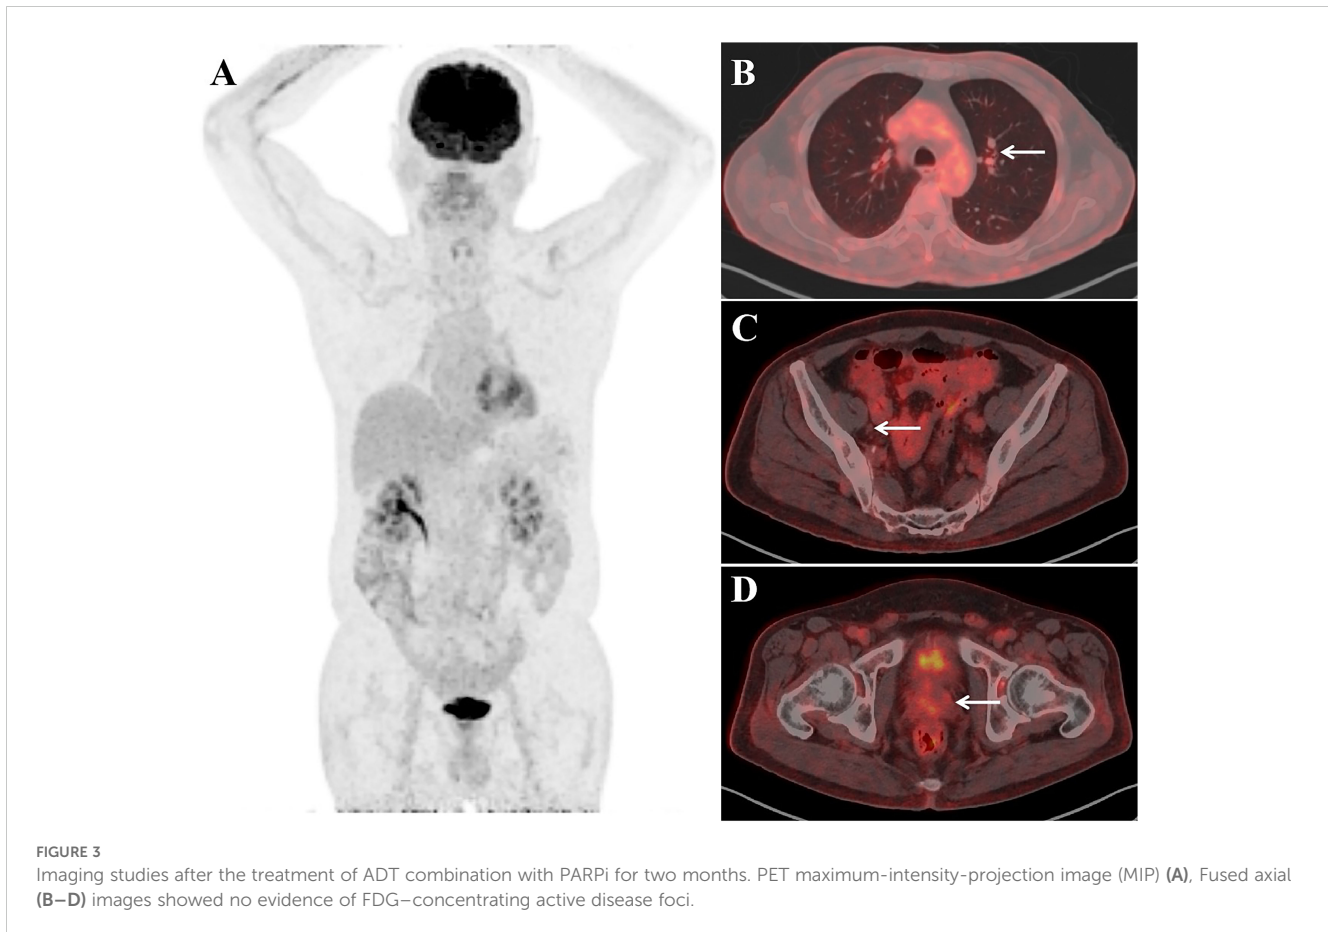 A
B
C
D
FIGURE 3
Imaging studies after the treatment of ADT combination with PARPi for two months. PET maximum-intensity-projection image (MIP) (A), Fused axial
(B–D) images showed no evidence of FDG–concentrating active disease foci.